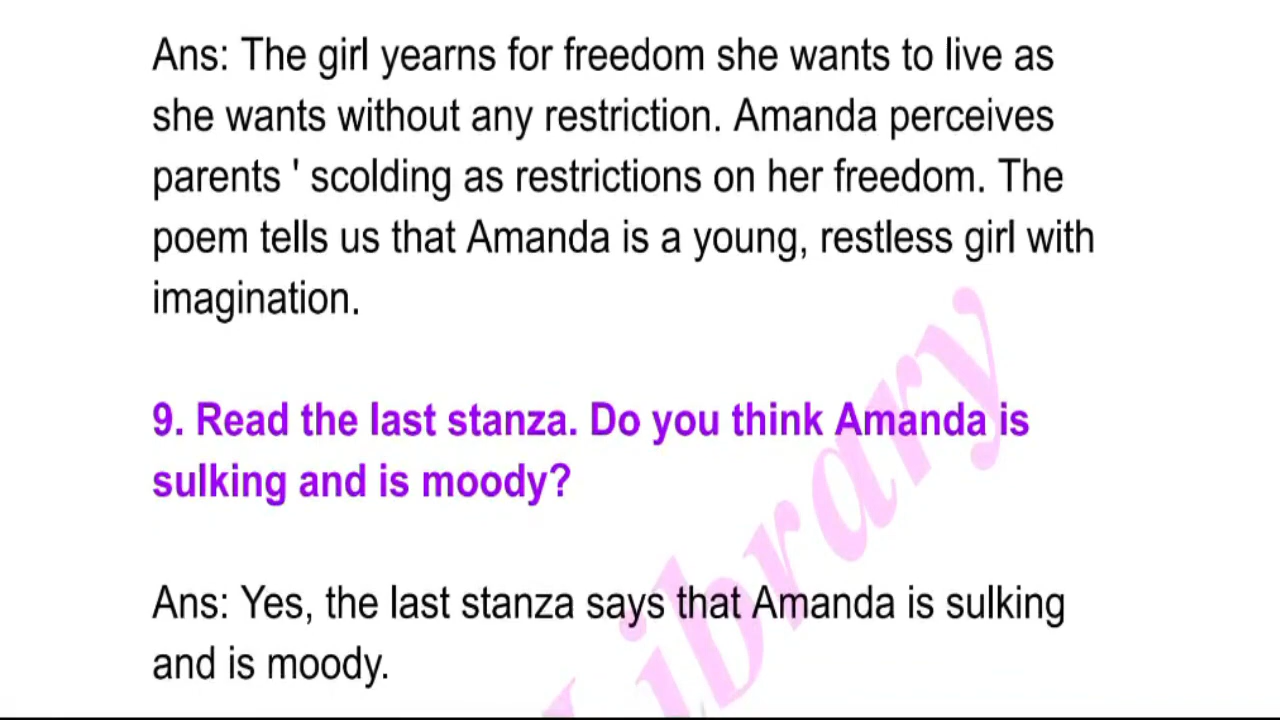 Ans: The girl yearns for freedom she wants to live as
she wants without any restriction. Amanda perceives
parents ' scolding as restrictions on her freedom. The
poem tells us that Amanda is a young, restless girl with
imagination.
9. Read the last stanza. Do you think Amanda is
sulking and is moody?
Ans: Yes, the last stanza says that Amanda is sulking
and is moody.
Library